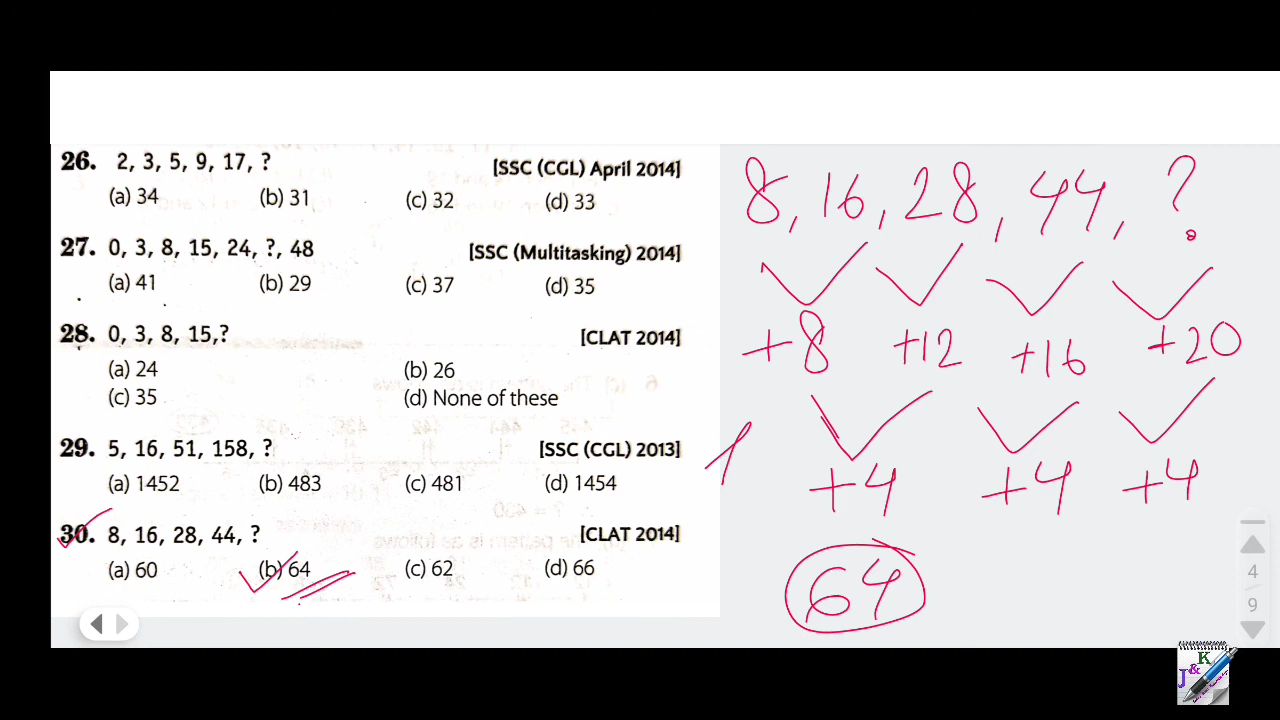 26. 2, 3, 5, 9, 17, ? [SSC (CGL) April 2014]
(a) 34 (b) 31 (c) 32 (d) 33
27. 0, 3, 8, 15, 24, ?, 48 [SSC (Multitasking) 2014]
(a) 41 (b) 29 (c) 37 (d) 35
28. 0, 3, 8, 15,? [CLAT 2014]
(a) 24 (b) 26
(c) 35 (d) None of these
29. 5, 16, 51, 158, ? [SSC (CGL) 2013]
(a) 1452 (b) 483 (c) 481 (d) 1454
30. 8, 16, 28, 44, ? [CLAT 2014]
(a) 60 (b) 64 (c) 62 (d) 66
8, 16, 28, 44, ?
+8 +12 +16 +20
+4 +4 +4
64
4
9
J&K